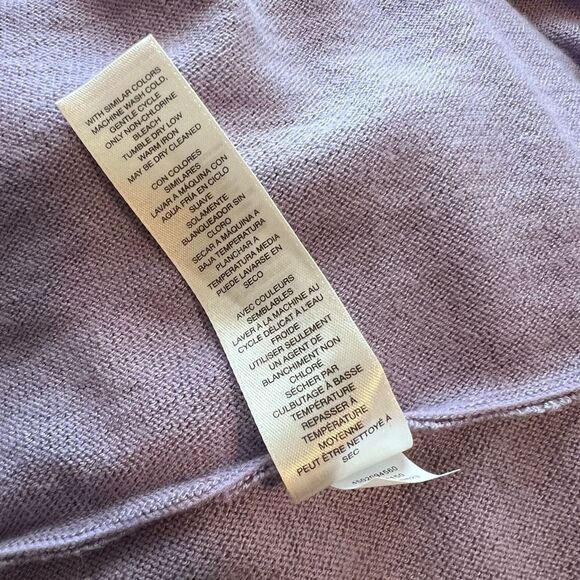 WITH SIMILAR COLORS
MACHINE WASH COLD,
GENTLE CYCLE
ONLY NON-CHLORINE
BLEACH
TUMBLE DRY LOW
WARM IRON
MAY BE DRY CLEANED
CON COLORES
SIMILARES
LAVAR A MÁQUINA CON
AGUA FRÍA EN CICLO
SUAVE
SOLAMENTE
BLANQUEADOR SIN
CLORO
SECAR A MÁQUINA A
BAJA TEMPERATURA
PLANCHAR A
TEMPERATURA MEDIA
PUEDE LAVARSE EN
SECO
AVEC COULEURS
SEMBLABLES
LAVER À LA MACHINE AU
CYCLE DÉLICAT À L'EAU
FROIDE
UTILISER SEULEMENT
UN AGENT DE
BLANCHIMENT NON
CHLORÉ
SÉCHER PAR
CULBUTAGE À BASSE
TEMPÉRATURE
REPASSER À
TEMPÉRATURE
MOYENNE
PEUT ÊTRE NETTOYÉ À
SEC